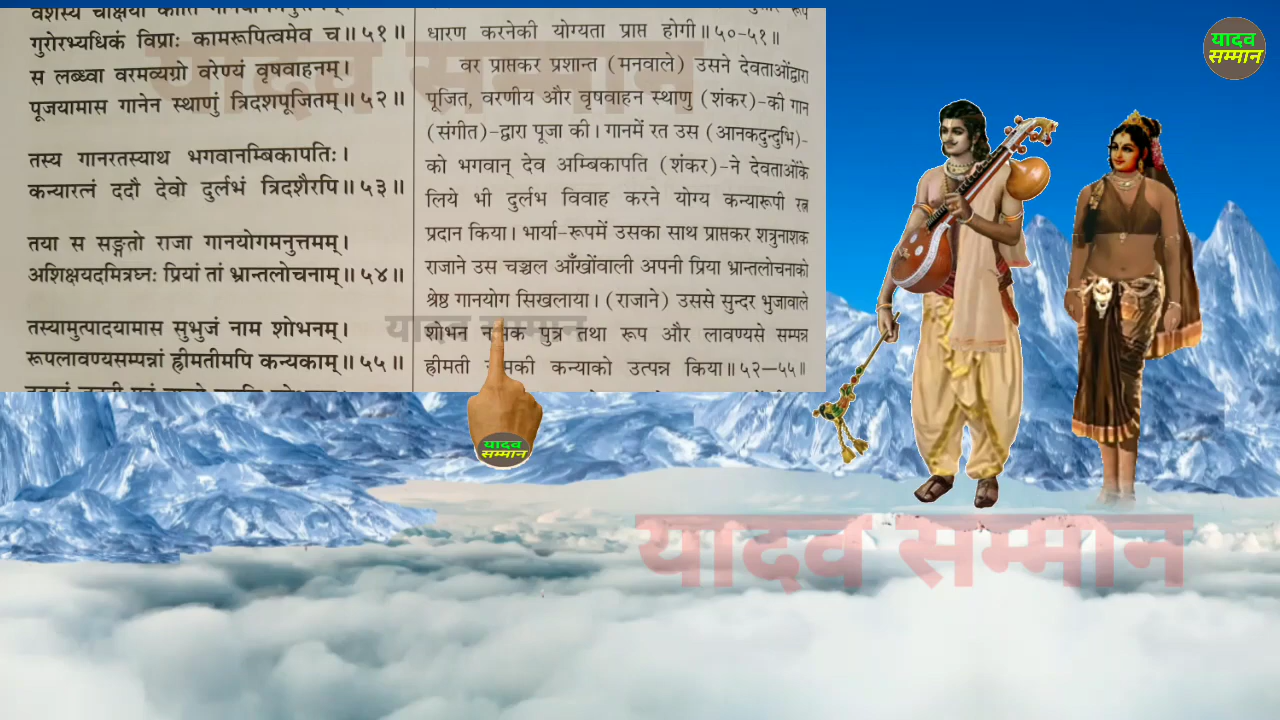 गुरोरभ्यधिकं विप्राः कामरूपित्वमेव च॥ ५१॥
स लब्ध्वा वरमव्यग्रो वरेण्यं वृषवाहनम्।
पूजयामास गानेन स्थाणुं त्रिदशपूजितम्॥ ५२॥
तस्य गानरतस्याथ भगवानम्बिकापतिः।
कन्यारत्नं ददौ देवो दुर्लभं त्रिदशैरपि॥ ५३॥
तया स सङ्गतो राजा गानयोगमनुत्तमम्।
अशिक्षयदमित्रघ्नः प्रियां तां भ्रान्तलोचनाम्॥ ५४॥
तस्यामुत्पादयामास सुभुजं नाम शोभनम्।
रूपलावण्यसम्पन्नां ह्रीमतीमपि कन्यकाम्॥ ५५॥
धारण करनेकी योग्यता प्राप्त होगी॥ ५०-५१॥
वर प्राप्तकर प्रशान्त (मनवाले) उसने देवताओंद्वारा
पूजित, वरणीय और वृषवाहन स्थाणु (शंकर)-की गान
(संगीत)-द्वारा पूजा की। गानमें रत उस (आनकदुन्दुभि)-
को भगवान् देव अम्बिकापति (शंकर)-ने देवताओंके
लिये भी दुर्लभ विवाह करने योग्य कन्यारूपी रत्न
प्रदान किया। भार्या-रूपमें उसका साथ प्राप्तकर शत्रुनाशक
राजाने उस चञ्चल आँखोंवाली अपनी प्रिया भ्रान्तलोचनाको
श्रेष्ठ गानयोग सिखलाया। (राजाने) उससे सुन्दर भुजावाले
शोभन नामक पुत्र तथा रूप और लावण्यसे सम्पन्न
ह्रीमती नामकी कन्याको उत्पन्न किया॥ ५२—५५॥
यादव सम्मान
यादव सम्मान
यादव
सम्मान
यादव
सम्मान
यादव सम्मान